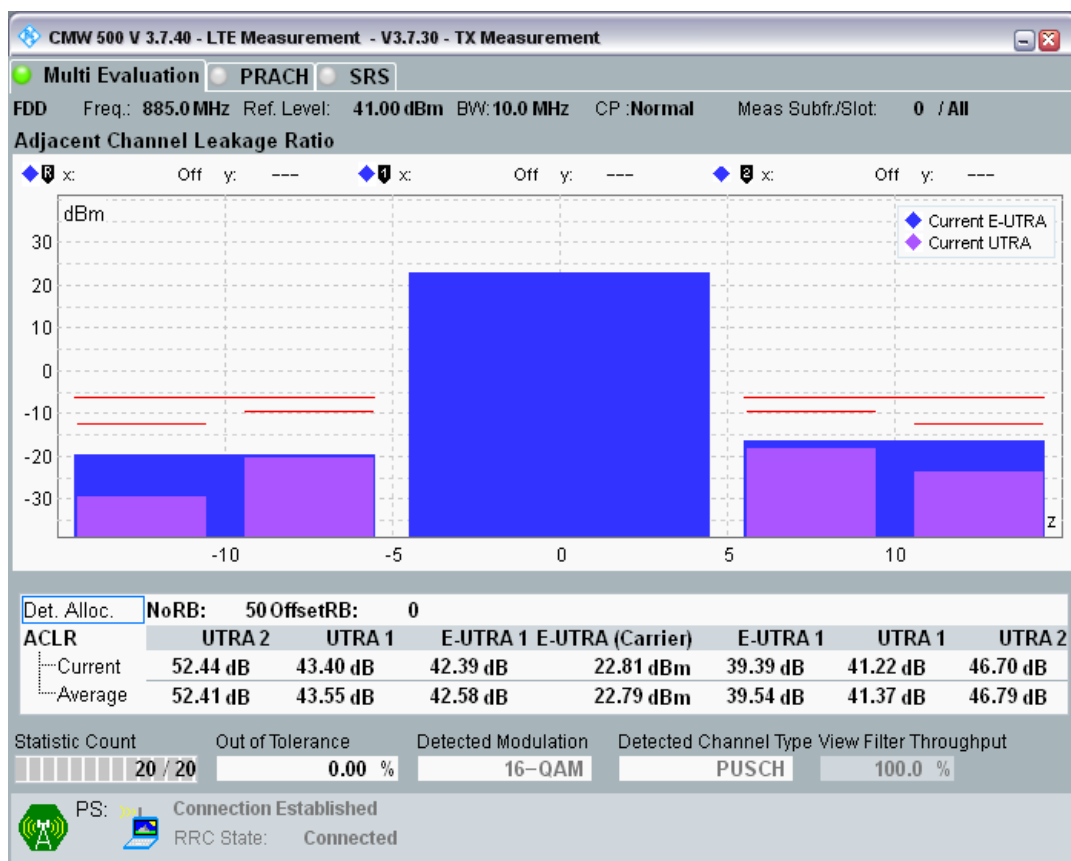 CMW 500 V 3.7.40 - LTE Measurement - V3.7.30 - TX Measurement
Multi Evaluation PRACH SRS
FDD Freq.: 885.0 MHz Ref. Level: 41.00 dBm BW: 10.0 MHz CP :Normal Meas Subfr./Slot: 0 / All
Adjacent Channel Leakage Ratio
R x: Off y: --- 1 x: Off y: --- 2 x: Off y: ---
dBm
Current E-UTRA
Current UTRA
30
20
10
0
-10
-20
-30
z
-10 -5 0 5 10
Det. Alloc. NoRB: 50 OffsetRB: 0
ACLR UTRA 2 UTRA 1 E-UTRA 1 E-UTRA (Carrier) E-UTRA 1 UTRA 1 UTRA 2
Current 52.44 dB 43.40 dB 42.39 dB 22.81 dBm 39.39 dB 41.22 dB 46.70 dB
Average 52.41 dB 43.55 dB 42.58 dB 22.79 dBm 39.54 dB 41.37 dB 46.79 dB
Statistic Count Out of Tolerance Detected Modulation Detected Channel Type View Filter Throughput
20 / 20 0.00 % 16-QAM PUSCH 100.0 %
PS: Connection Established
RRC State: Connected